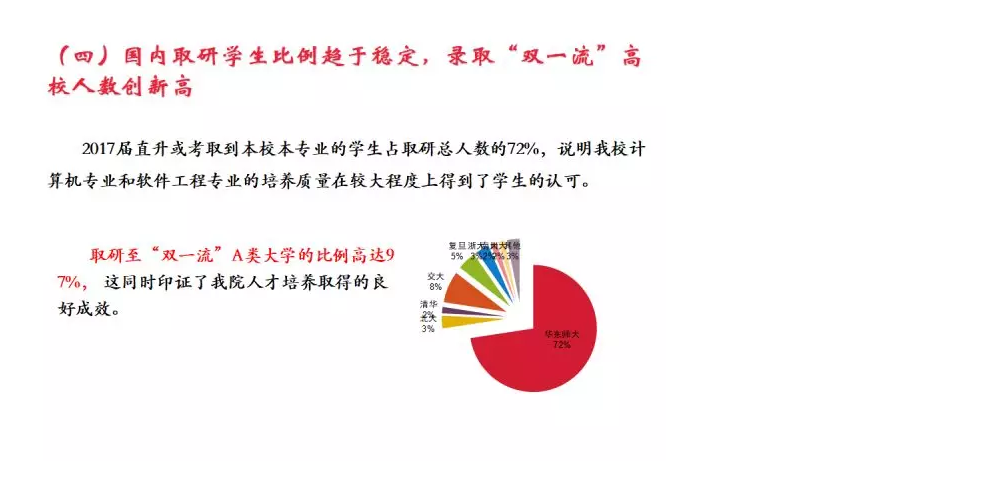 （四）国内取研学生比例趋于稳定，录取“双一流”高
校人数创新高
2017届直升或考取到本校本专业的学生占取研总人数的72%，说明我校计
算机专业和软件工程专业的培养质量在较大程度上得到了学生的认可。
取研至“双一流”A类大学的比例高达9
7%，这同时印证了我院人才培养取得的良
好成效。
复旦
5%
浙大
3%
其他
3%
交大
8%
清华
2%
北大
3%
华东师大
72%